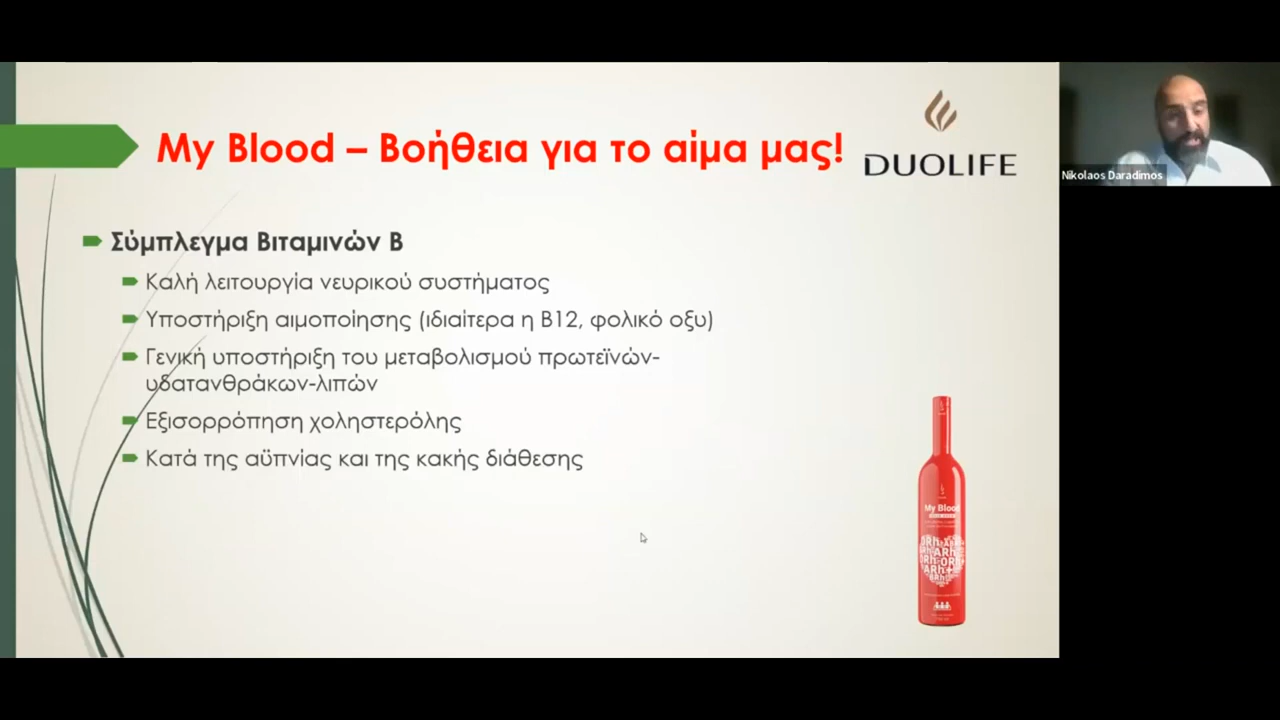 My Blood – Βοήθεια για το αίμα μας!
DUOLIFE
Nikolaos Daradimos
Σύμπλεγμα Βιταμινών Β
Καλή λειτουργία νευρικού συστήματος
Υποστήριξη αιμοποίησης (ιδιαίτερα η Β12, φολικό οξυ)
Γενική υποστήριξη του μεταβολισμού πρωτεϊνών-
υδατανθράκων-λιπών
Εξισορρόπηση χοληστερόλης
Κατά της αϋπνίας και της κακής διάθεσης
My Blood